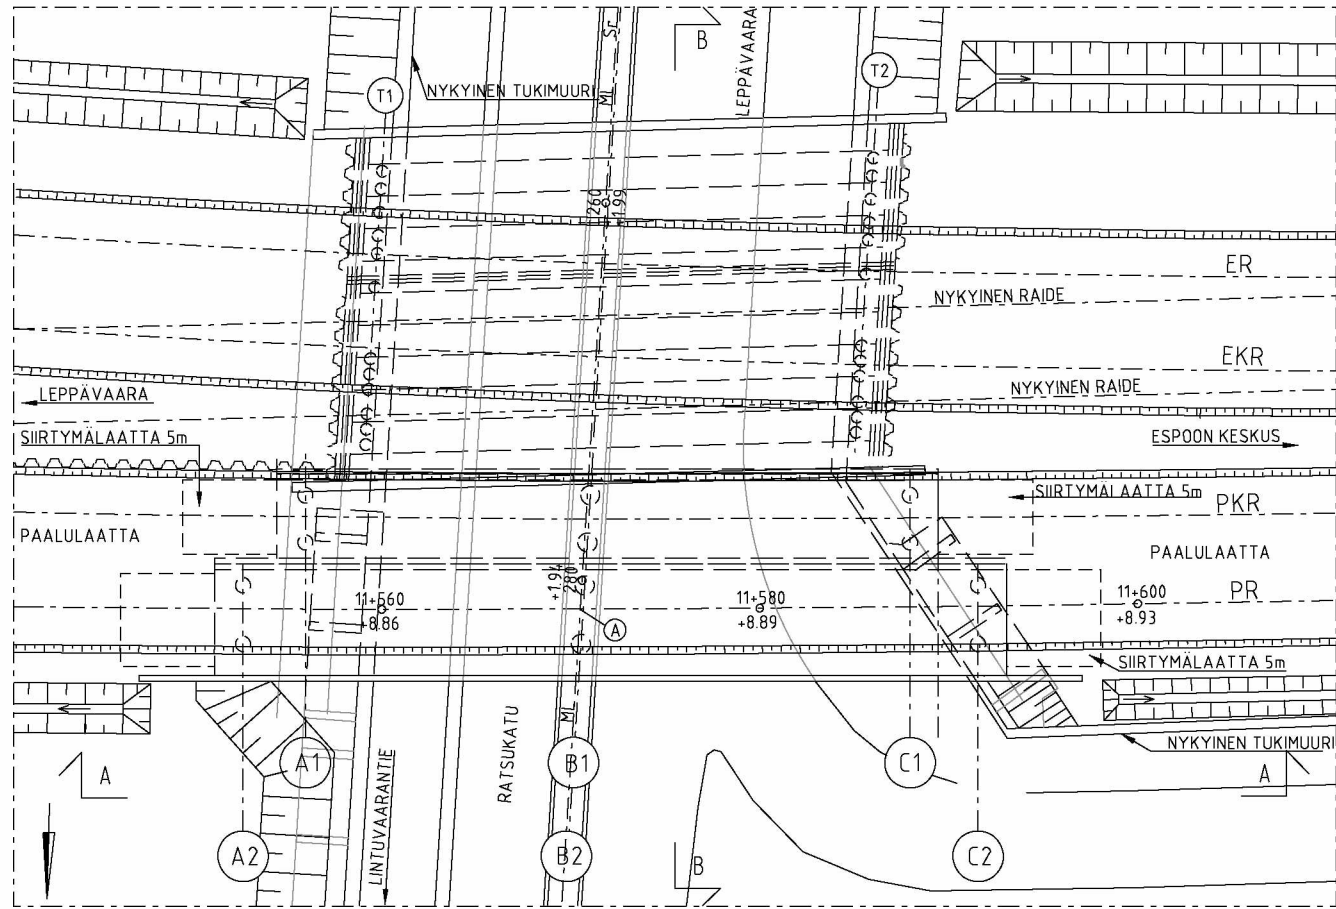 B
LEPPÄVAARA
Sr
T1
T2
NYKYINEN TUKIMUURI
ML
260
+1.99
ER
NYKYINEN RAIDE
EKR
NYKYINEN RAIDE
LEPPÄVAARA
SIIRTYMÄLAATTA 5m
ESPOON KESKUS
SIIRTYMÄLAATTA 5m
PKR
PAALULAATTA
PAALULAATTA
+1.94
280
11+560
+8.86
11+580
+8.89
11+600
+8.93
PR
A
SIIRTYMÄLAATTA 5m
ML
RATSUKATU
LINTUVAARANTIE
NYKYINEN TUKIMUURI
A
A1
B1
C1
A
A2
B2
B
C2